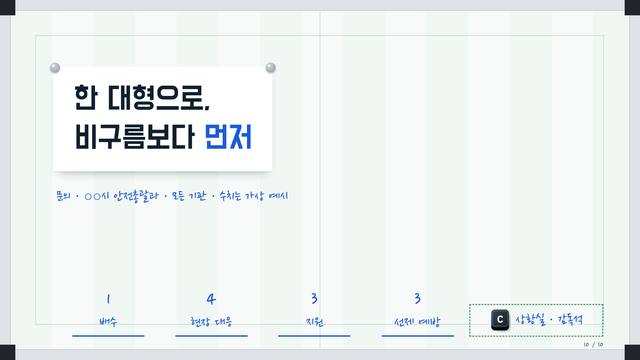 한 대형으로,
비구름보다 먼저
문의 · ○○시 안전총괄과 · 모든 기관 · 수치는 가상 예시
1
배수
4
현장 대응
3
지원
3
선제 예방
C 상황실 · 감독석
10 / 10